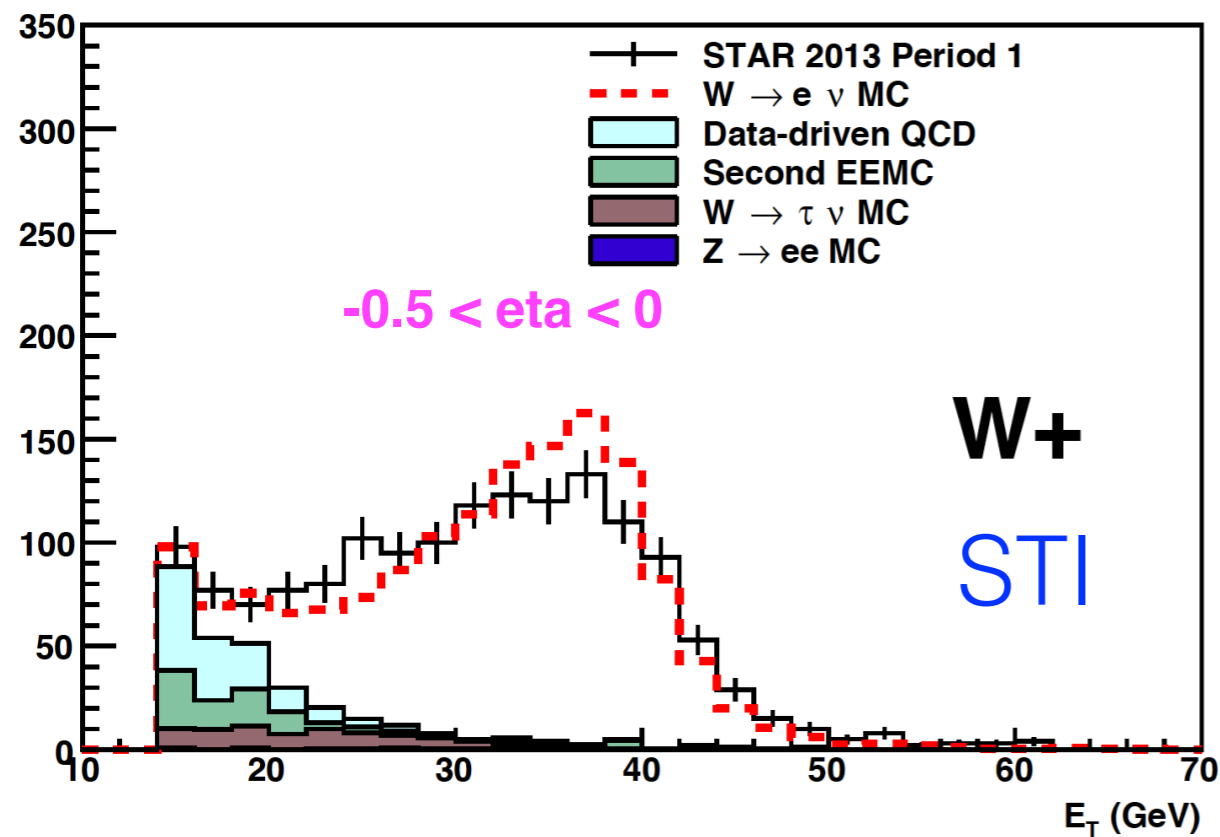 350
300
250
200
150
100
50
0
STAR 2013 Period 1
W → e ν MC
Data-driven QCD
Second EEMC
W → τ ν MC
Z → ee MC
-0.5 < eta < 0
W+
STI
10 20 30 40 50 60 70
E_T (GeV)